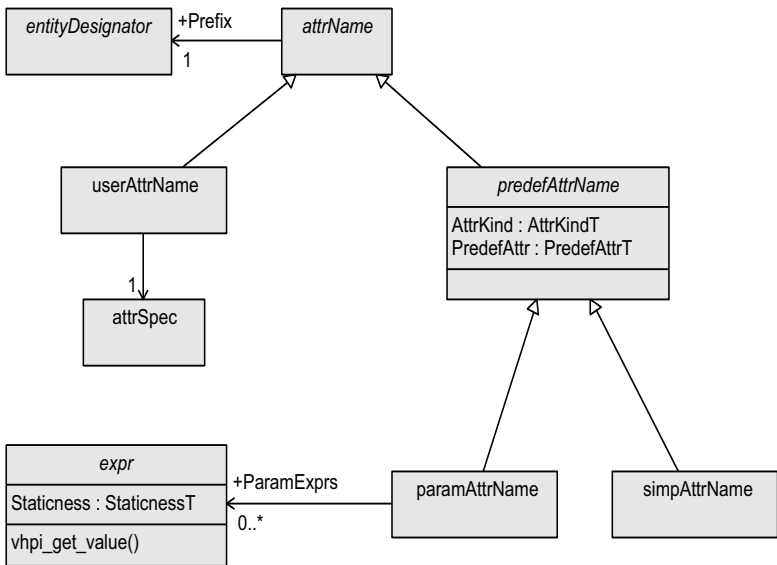 entityDesignator
+Prefix
1
attrName
userAttrName
predefAttrName
AttrKind : AttrKindT
PredefAttr : PredefAttrT
1
attrSpec
expr
Staticness : StaticnessT
vhpi_get_value()
+ParamExprs
0..*
paramAttrName
simpAttrName